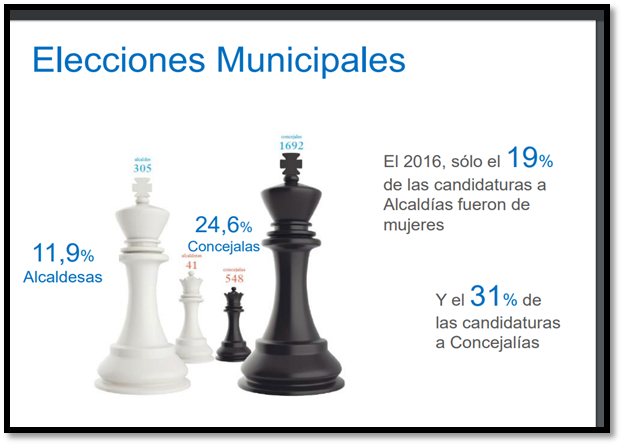 Elecciones Municipales
alcaldes
305
concejales
1692
El 2016, sólo el 19%
de las candidaturas a
Alcaldías fueron de
mujeres
24,6%
Concejalas
11,9%
Alcaldesas
alcaldesas
41
concejalas
548
Y el 31% de
las candidaturas
a Concejalías